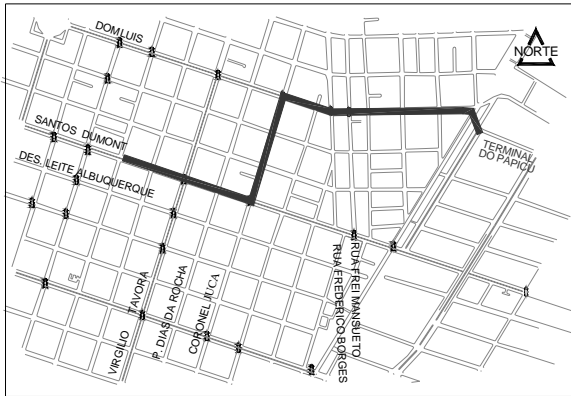 DOM LUIS
NORTE
SANTOS DUMONT
DES. LEITE ALBUQUERQUE
TERMINAL
DO PAPICU
VIRGILIO
TAVORA
P. DIAS DA ROCHA
CORONEL JUCA
RUA FREDERICO BORGES
RUA FREI MANSUETO